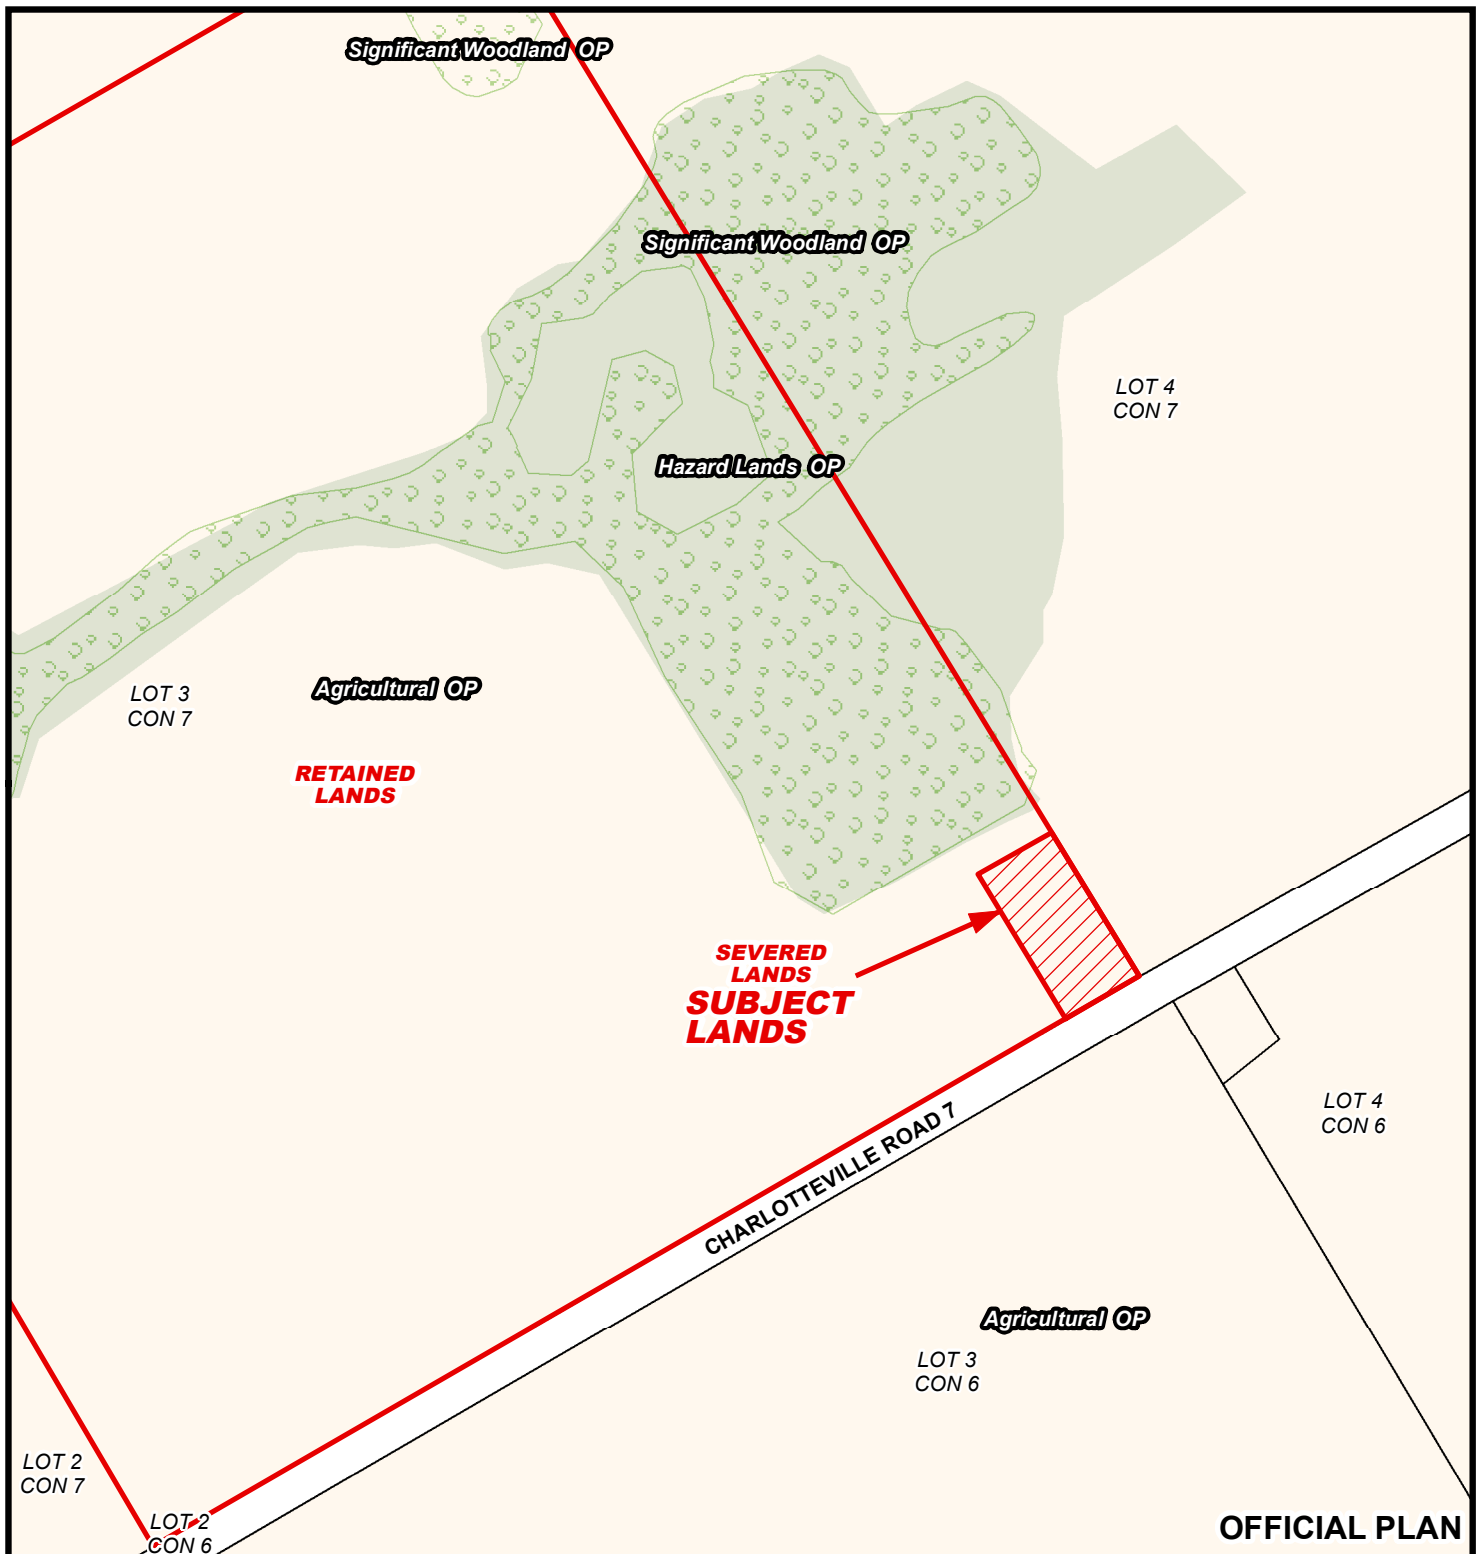 Significant Woodland OP
Significant Woodland OP
LOT 4
CON 7
Hazard Lands OP
Agricultural OP
LOT 3
CON 7
RETAINED
LANDS
SEVERED
LANDS
SUBJECT
LANDS
LOT 4
CON 6
CHARLOTTEVILLE ROAD 7
Agricultural OP
LOT 3
CON 6
LOT 2
CON 7
LOT 2
CON 6
OFFICIAL PLAN